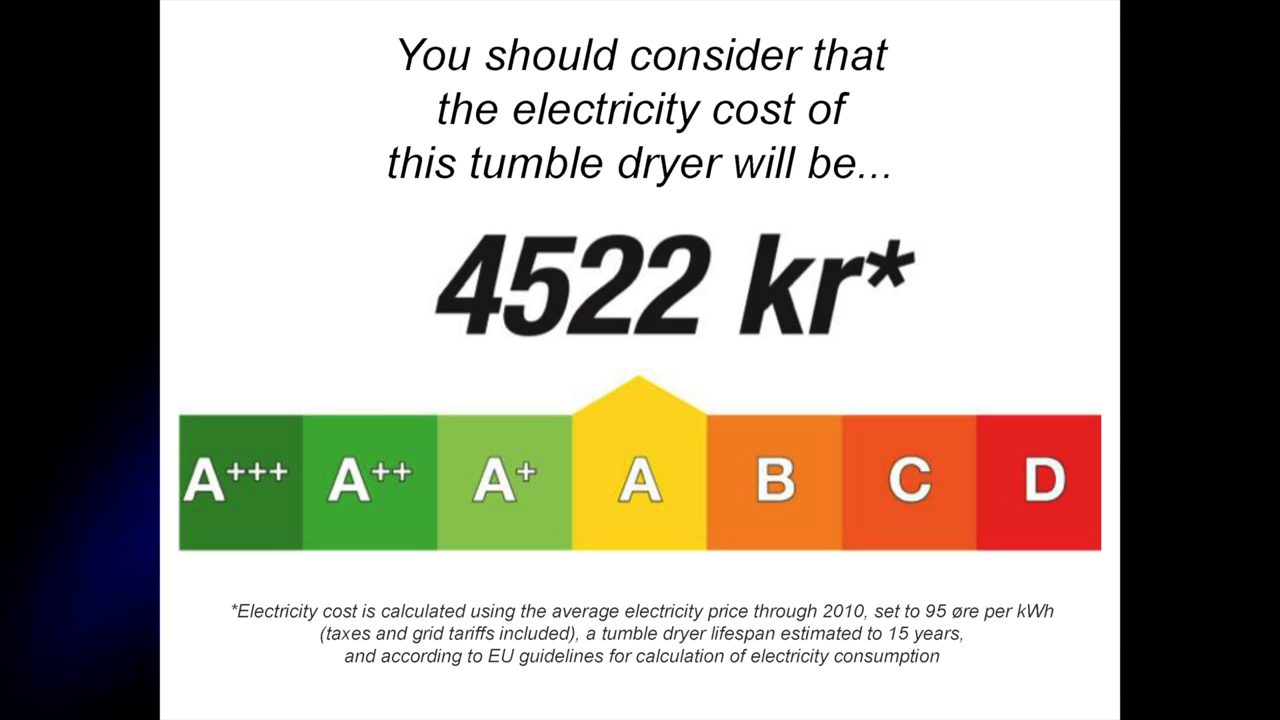 You should consider that
the electricity cost of
this tumble dryer will be...
4522 kr*
A+++ A++ A+ A B C D
*Electricity cost is calculated using the average electricity price through 2010, set to 95 øre per kWh
(taxes and grid tariffs included), a tumble dryer lifespan estimated to 15 years,
and according to EU guidelines for calculation of electricity consumption